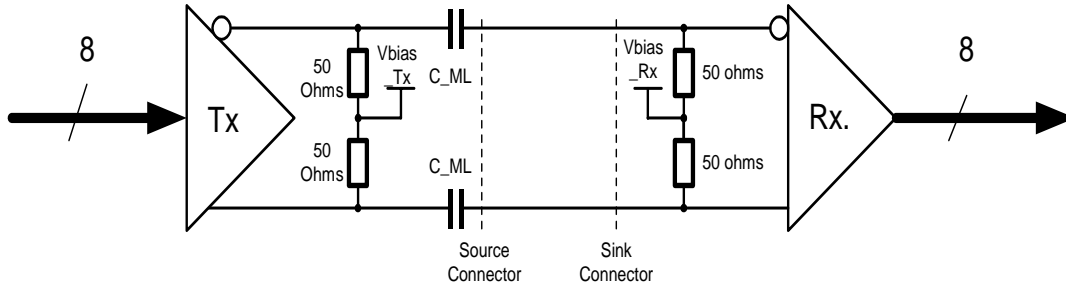 8
Tx
50
Ohms
50
Ohms
Vbias
_Tx
C_ML
C_ML
Source
Connector
Sink
Connector
Vbias
_Rx
50 ohms
50 ohms
Rx.
8